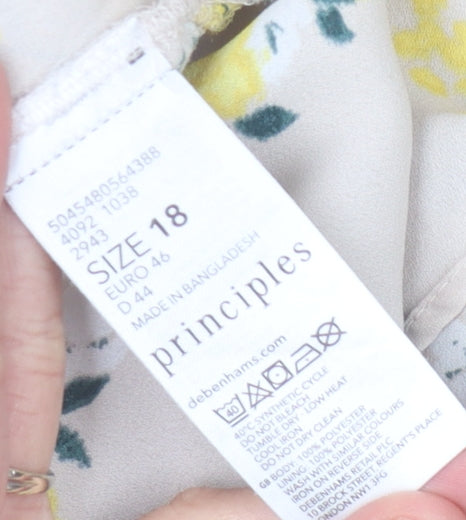 5045480564388
4092 1038
2943
SIZE 18
EURO 46
D 44
MADE IN BANGLADESH
principles
debenhams.com
40
40°C SYNTHETIC CYCLE
DO NOT BLEACH
TUMBLE DRY LOW HEAT
COOL IRON
DO NOT DRY CLEAN
GB BODY: 100% POLYESTER
LINING: 100% POLYESTER
WASH WITH SIMILAR COLOURS
IRON ON REVERSE SIDE
DEBENHAMS RETAIL PLC
10 BROCK STREET REGENT'S PLACE
LONDON NW1 3FG